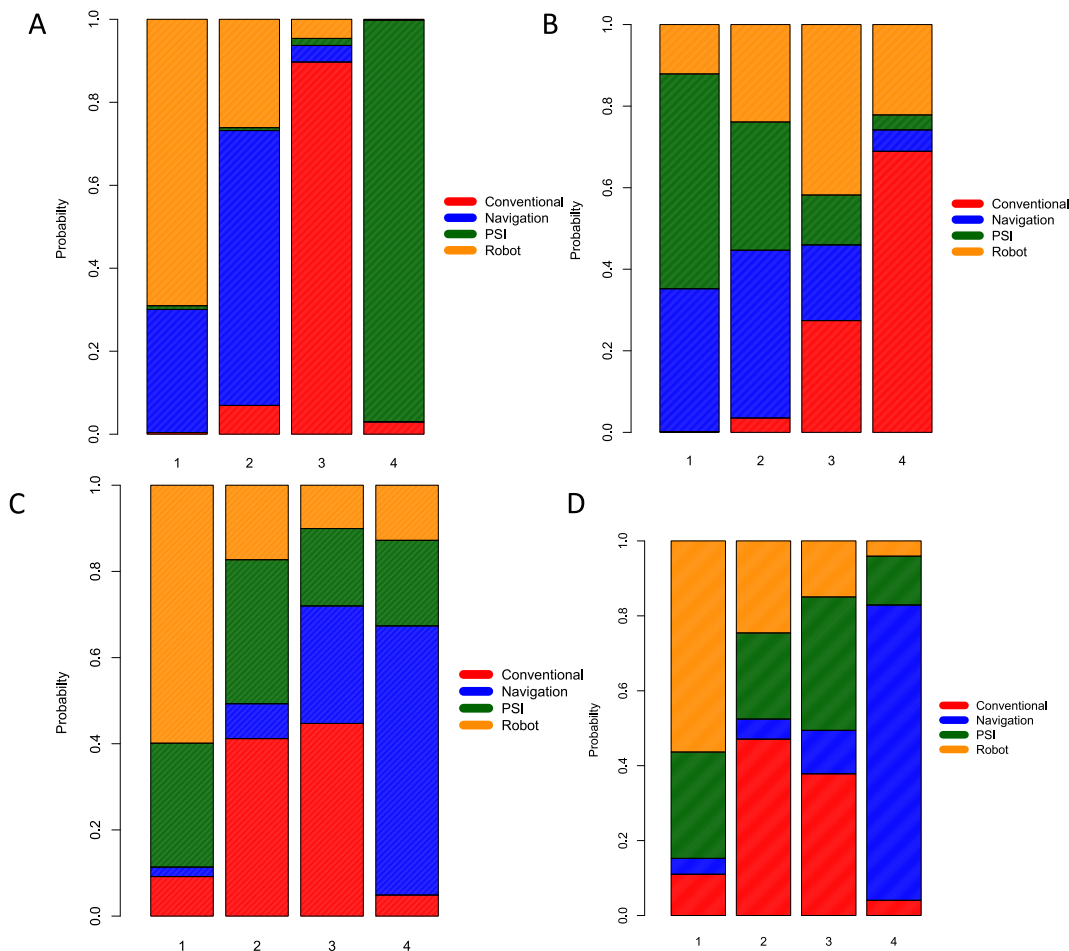 A
Probabilty
0.0 0.2 0.4 0.6 0.8 1.0
1 2 3 4
Conventional
Navigation
PSI
Robot
B
Probabilty
0.0 0.2 0.4 0.6 0.8 1.0
1 2 3 4
Conventional
Navigation
PSI
Robot
C
Probabilty
0.0 0.2 0.4 0.6 0.8 1.0
1 2 3 4
Conventional
Navigation
PSI
Robot
D
Probabilty
0.0 0.2 0.4 0.6 0.8 1.0
1 2 3 4
Conventional
Navigation
PSI
Robot